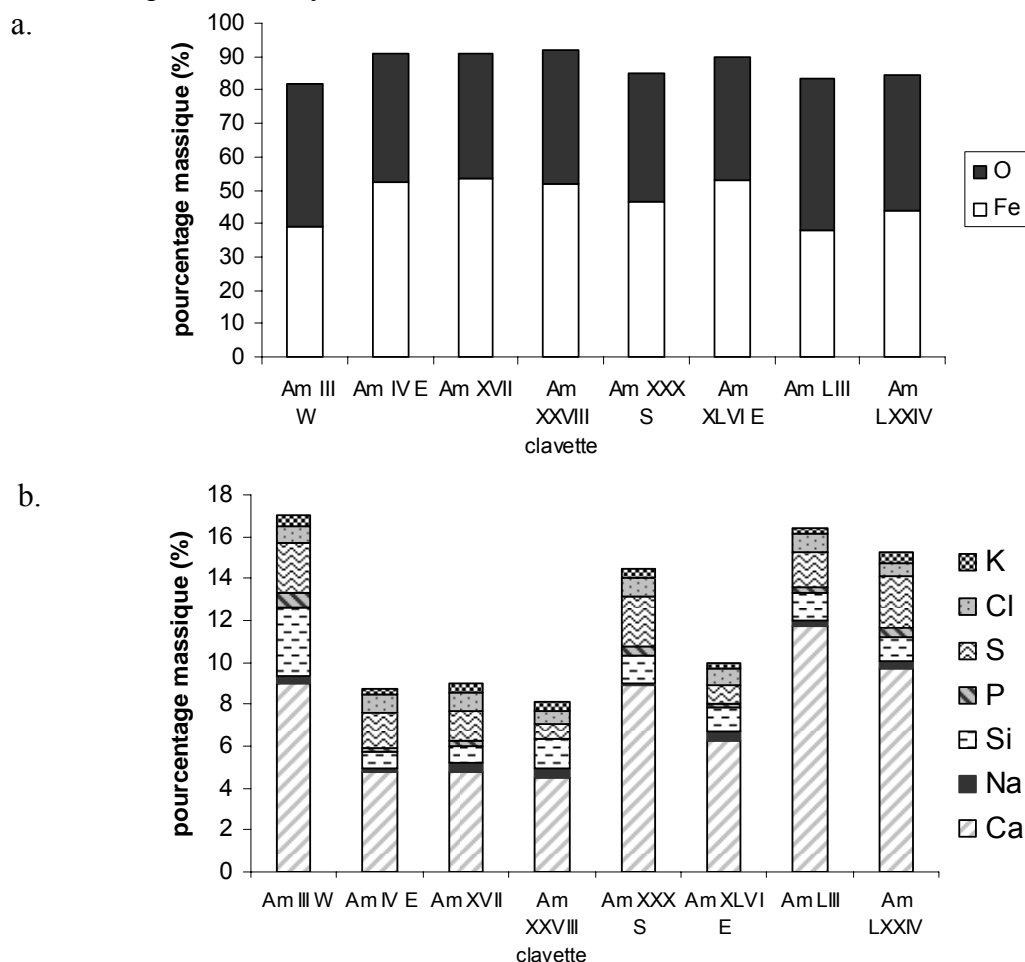 a.
pourcentage massique (%)
100
90
80
70
60
50
40
30
20
10
0
Am III W
Am IV E
Am XVII
Am XXVIII clavette
Am XXX S
Am XLVI E
Am LIII
Am LXXIV
O
Fe
b.
pourcentage massique (%)
18
16
14
12
10
8
6
4
2
0
Am III W
Am IV E
Am XVII
Am XXVIII clavette
Am XXX S
Am XLVI E
Am LIII
Am LXXIV
K
Cl
S
P
Si
Na
Ca